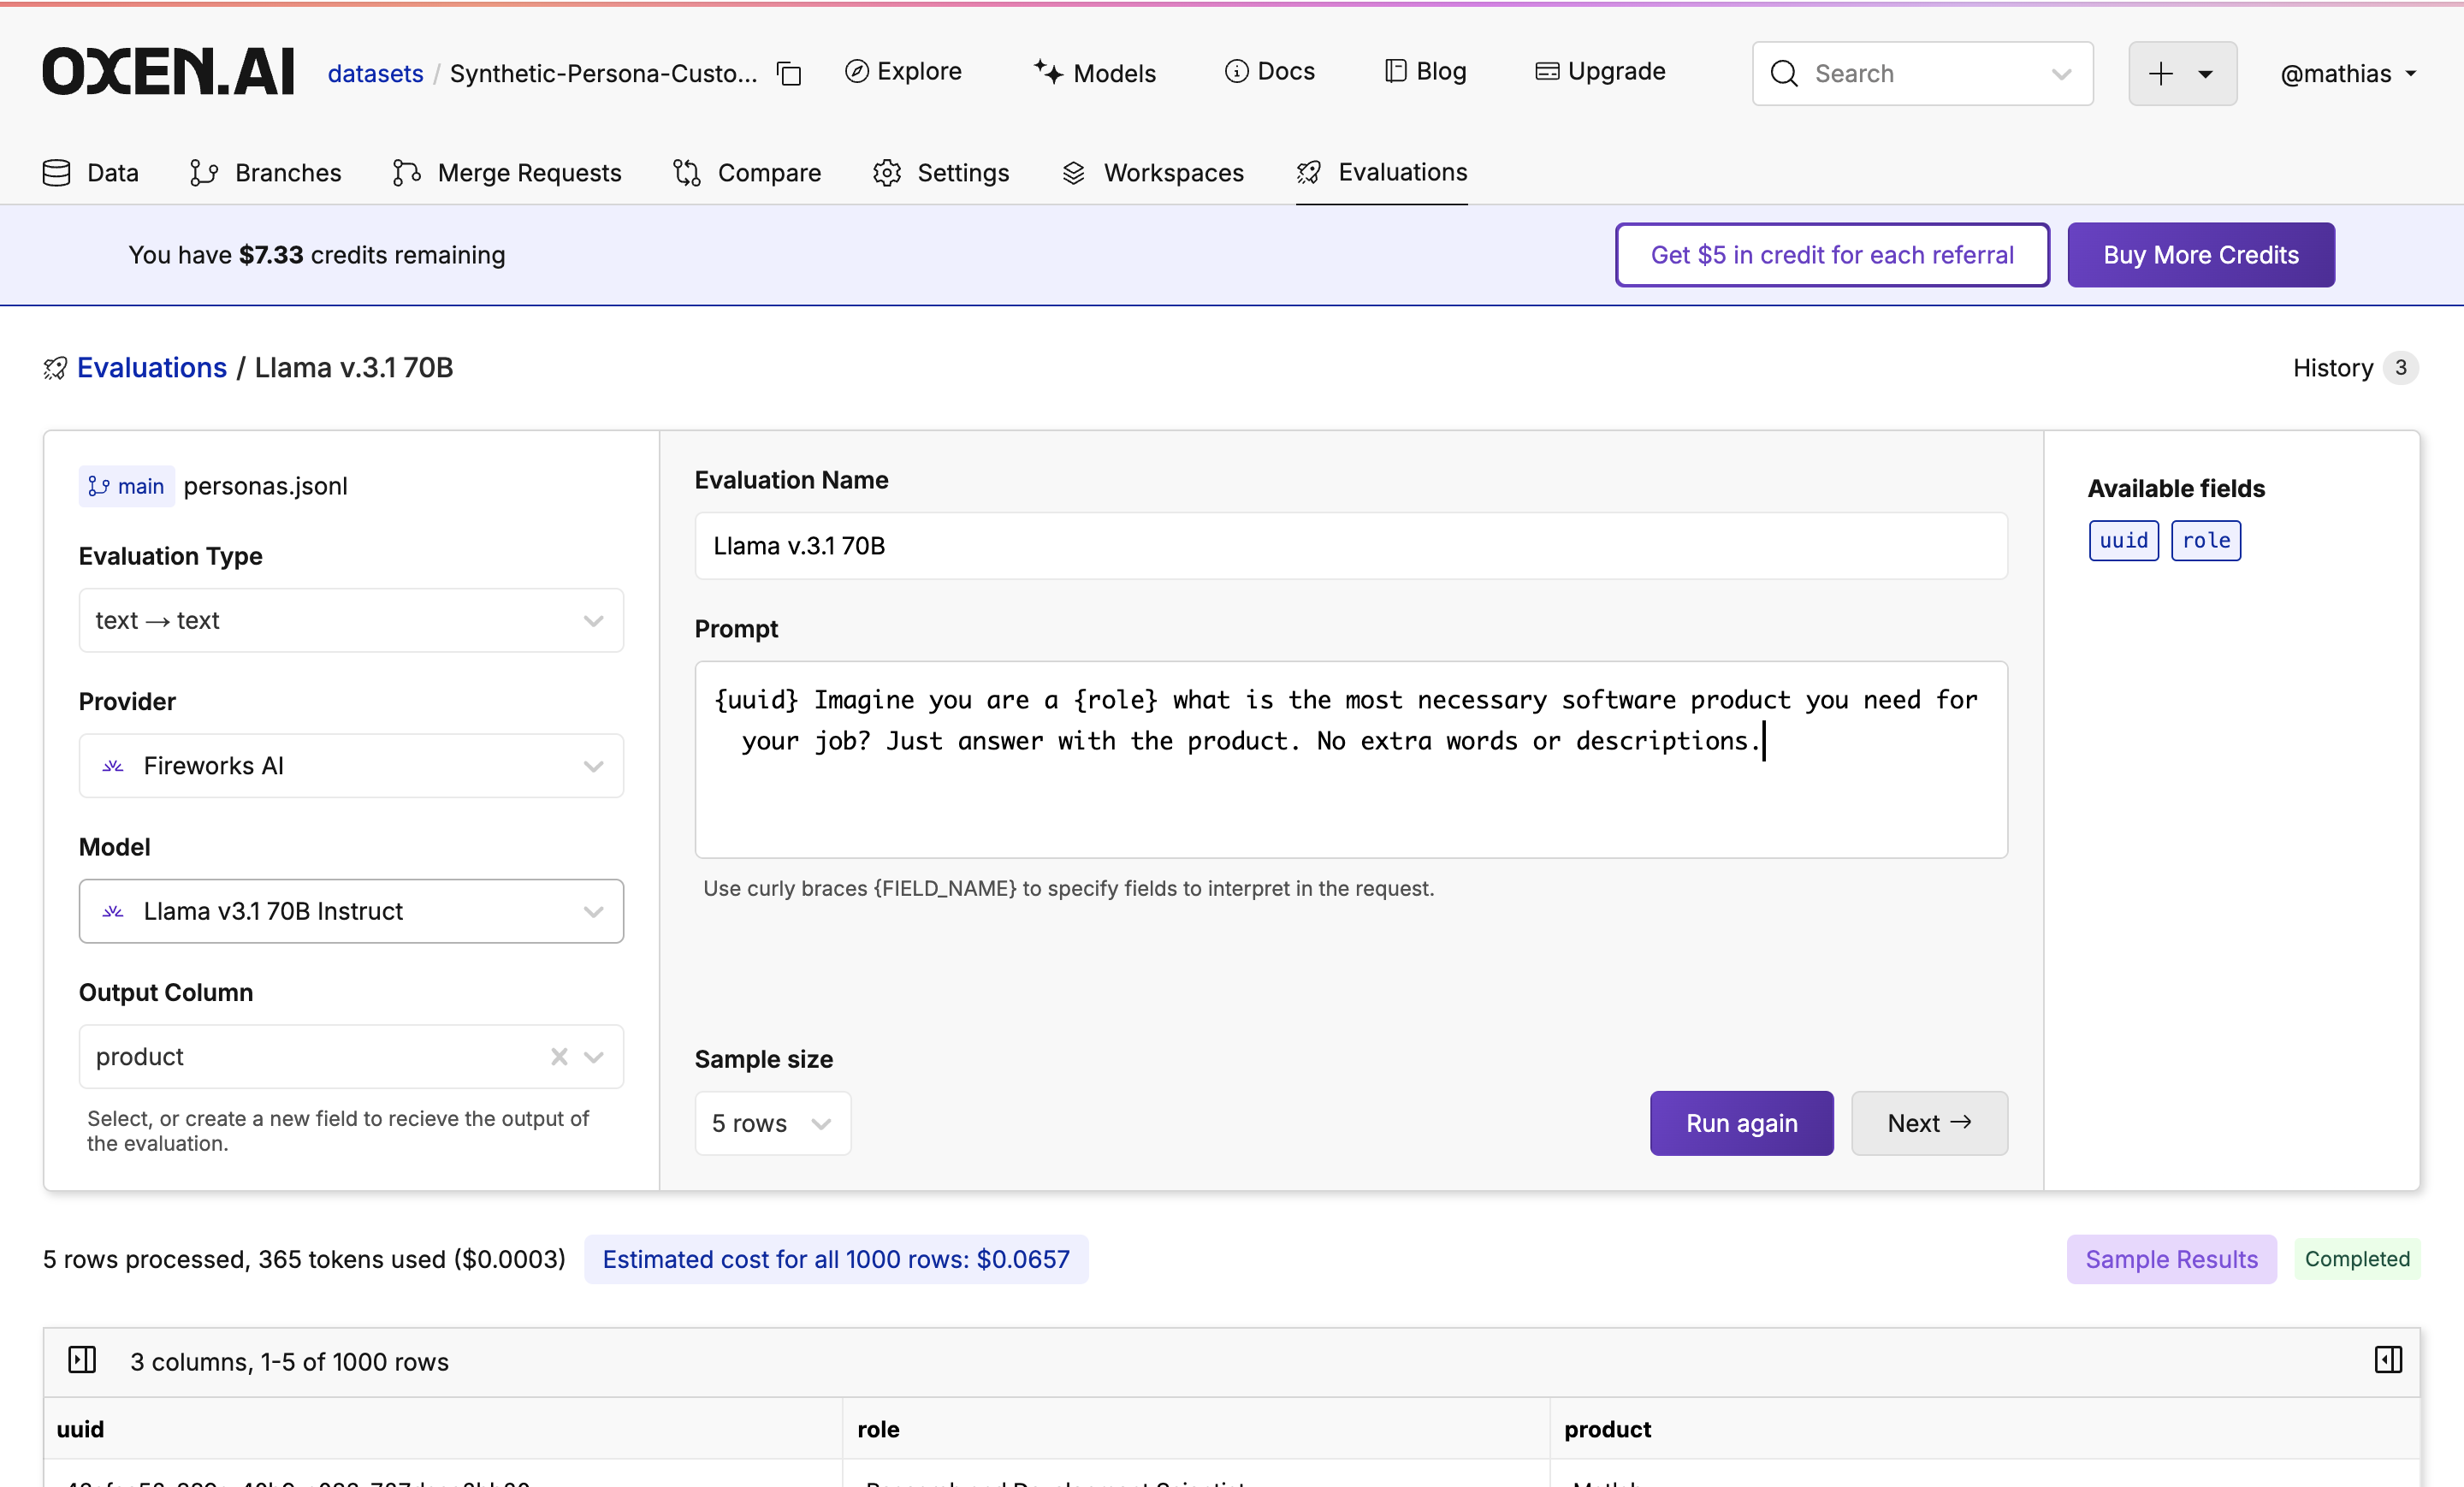 OXEN.AI datasets / Synthetic-Persona-Custo... Explore Models Docs Blog Upgrade Search @mathias
Data Branches Merge Requests Compare Settings Workspaces Evaluations
You have $7.33 credits remaining Get $5 in credit for each referral Buy More Credits
Evaluations / Llama v.3.1 70B History 3
main personas.jsonl
Evaluation Type
text → text
Provider
Fireworks AI
Model
Llama v3.1 70B Instruct
Output Column
product
Select, or create a new field to recieve the output of
the evaluation.
Evaluation Name
Llama v.3.1 70B
Prompt
{uuid} Imagine you are a {role} what is the most necessary software product you need for
your job? Just answer with the product. No extra words or descriptions.
Use curly braces {FIELD_NAME} to specify fields to interpret in the request.
Sample size
5 rows Run again Next →
Available fields
uuid role
5 rows processed, 365 tokens used ($0.0003) Estimated cost for all 1000 rows: $0.0657 Sample Results Completed
3 columns, 1-5 of 1000 rows
uuid role product
Research and Development Scientist Matlab